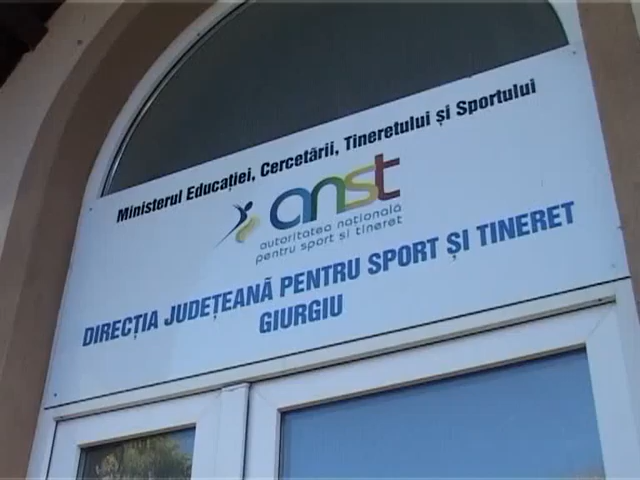 Ministerul Educației, Cercetării, Tineretului și Sportului
anst
autoritatea națională
pentru sport si tineret
DIRECȚIA JUDEȚEANĂ PENTRU SPORT ȘI TINERET
GIURGIU